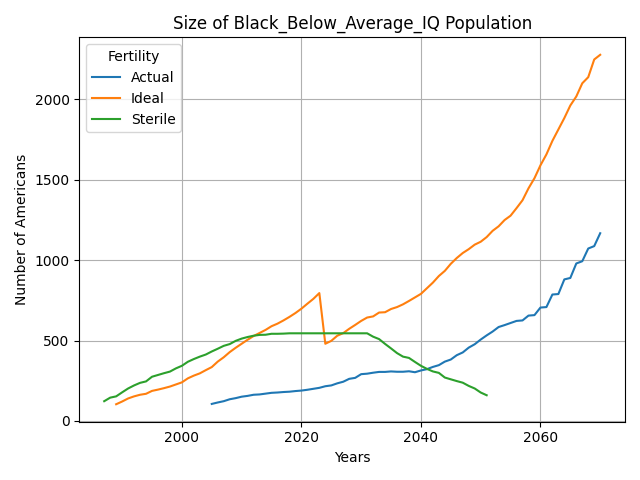 Size of Black_Below_Average_IQ Population
Fertility
Actual
Ideal
Sterile
Number of Americans
2000
1500
1000
500
0
2000 2020 2040 2060
Years